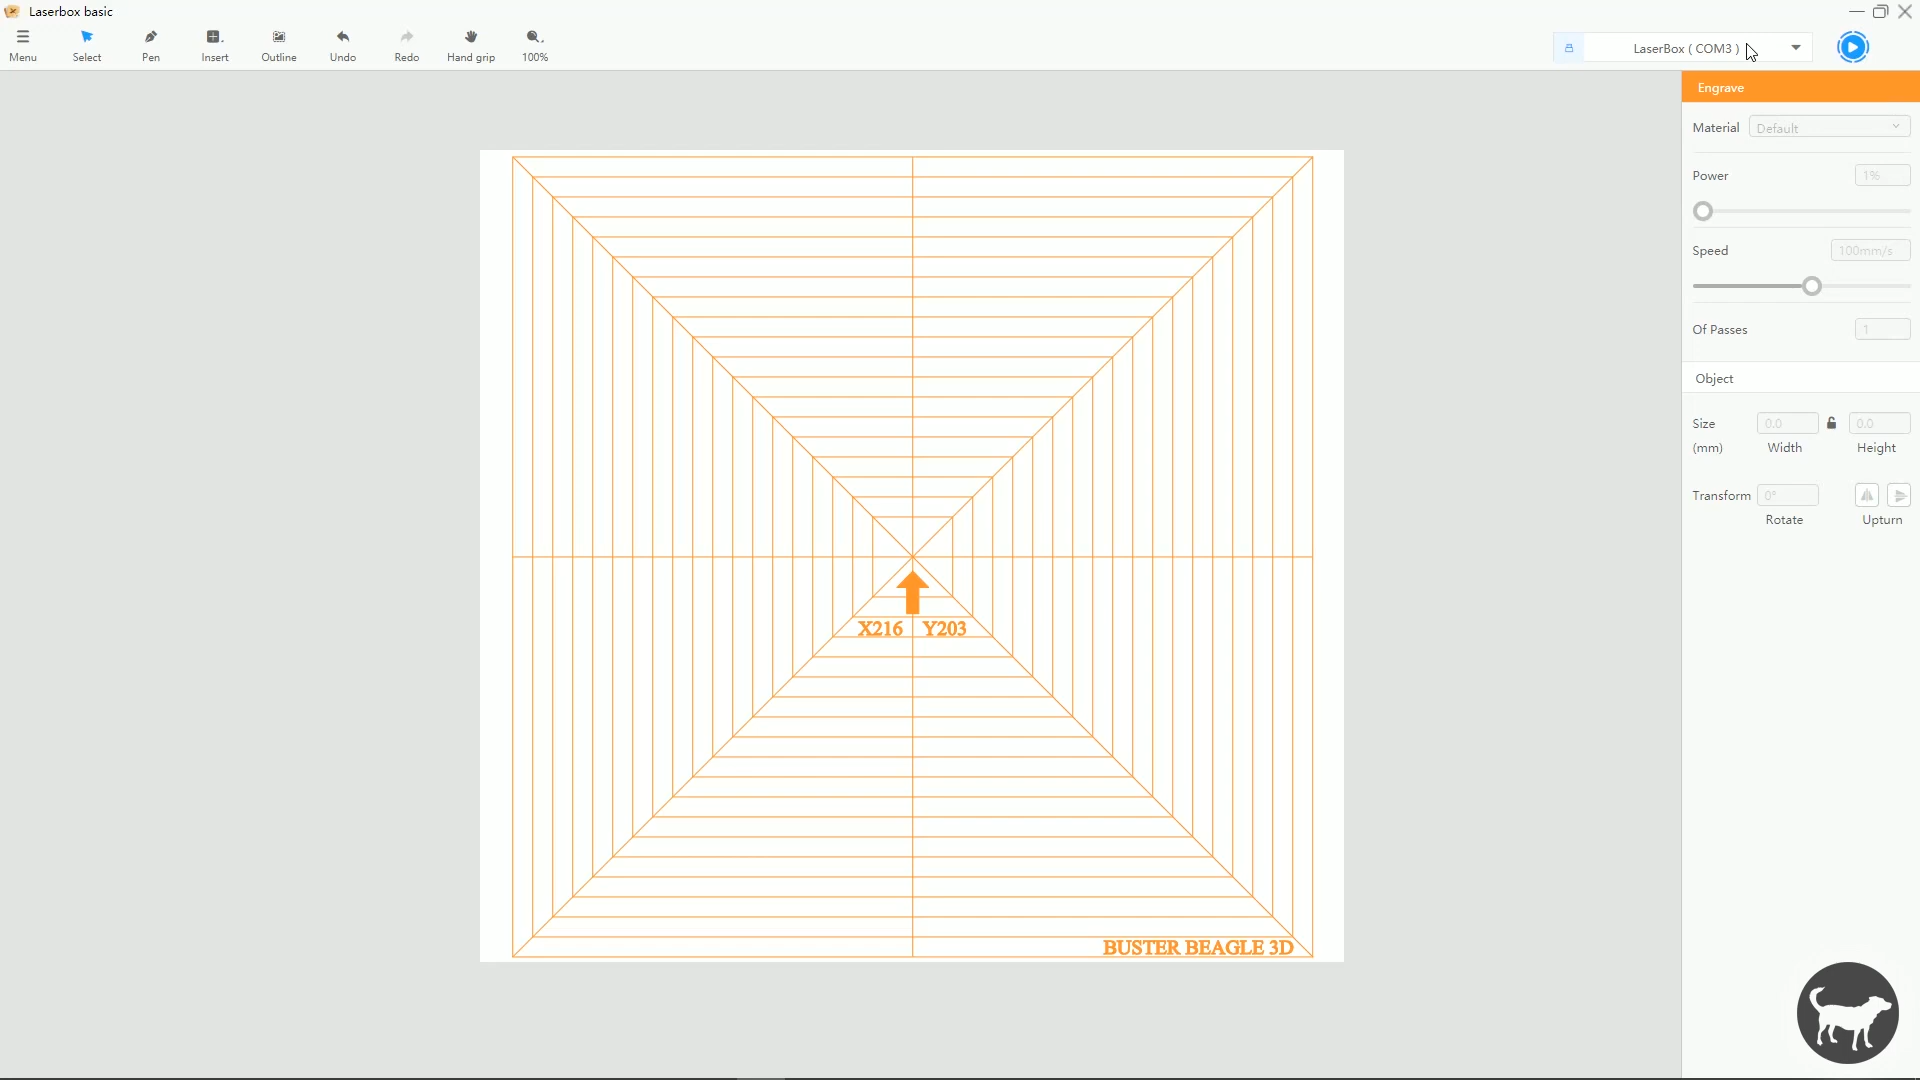 Laserbox basic
Menu
Select
Pen
Insert
Outline
Undo
Redo
Hand grip
100%
LaserBox ( COM3 )
Engrave
Material
Default
Power
1%
Speed
100mm/s
Of Passes
1
Object
Size
0.0
0.0
(mm)
Width
Height
Transform
0°
Rotate
Upturn
X216 Y203
BUSTER BEAGLE 3D